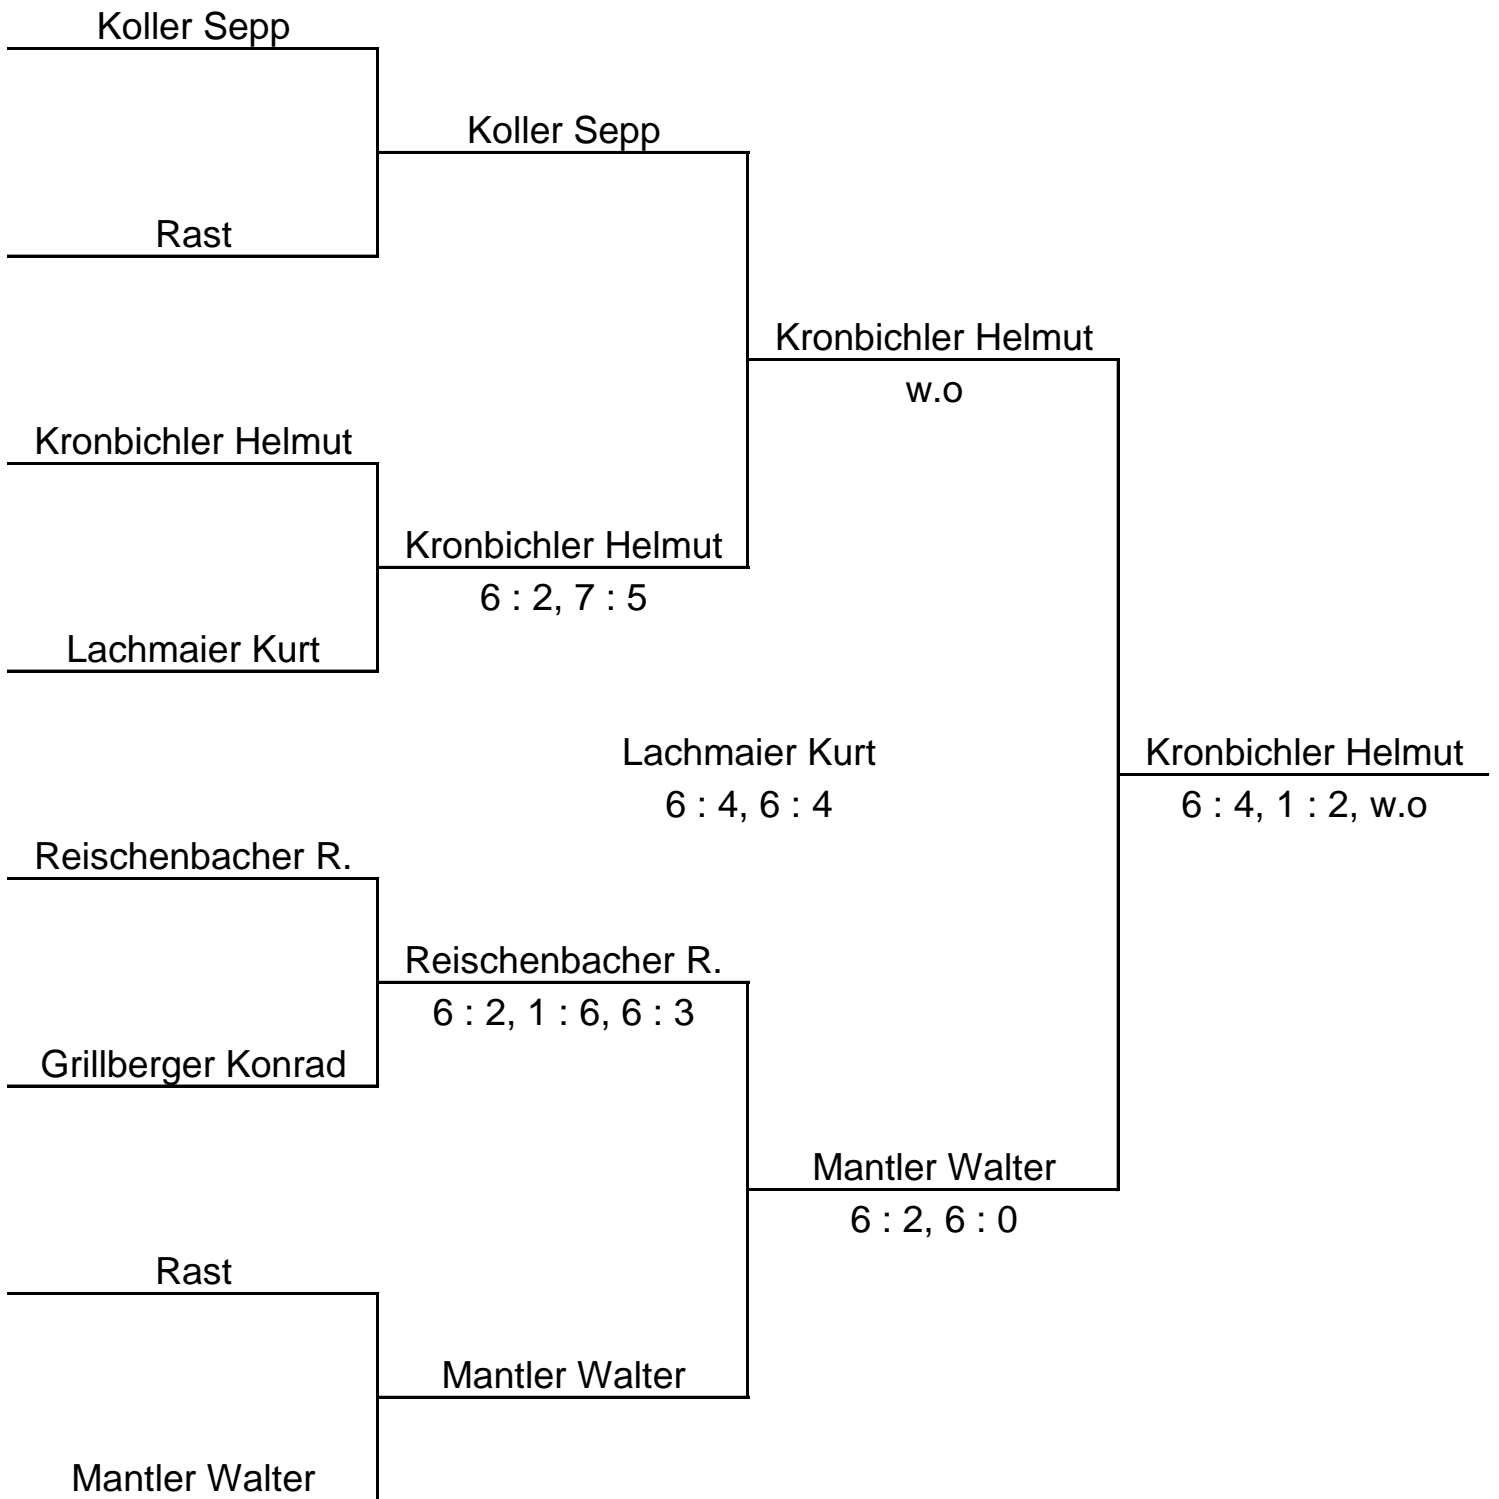 Koller Sepp
Koller Sepp
Rast
Kronbichler Helmut
w.o
Kronbichler Helmut
Kronbichler Helmut
6 : 2, 7 : 5
Lachmaier Kurt
Lachmaier Kurt
6 : 4, 6 : 4
Kronbichler Helmut
6 : 4, 1 : 2, w.o
Reischenbacher R.
Reischenbacher R.
6 : 2, 1 : 6, 6 : 3
Grillberger Konrad
Mantler Walter
6 : 2, 6 : 0
Rast
Mantler Walter
Mantler Walter